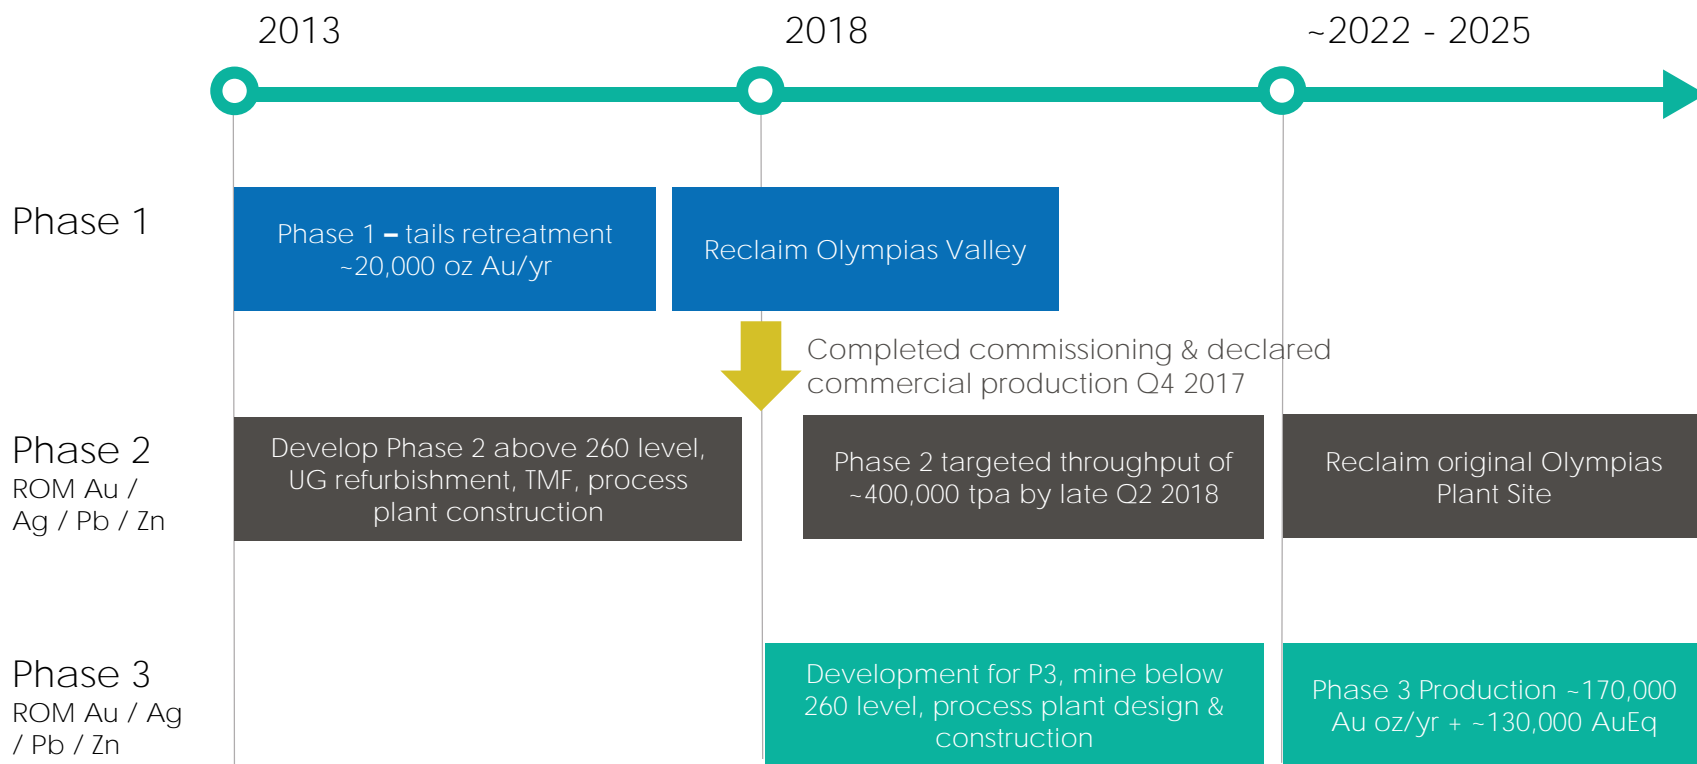 2013
2018
~2022 - 2025
Phase 1
Phase 1 – tails retreatment
~20,000 oz Au/yr
Reclaim Olympias Valley
Completed commissioning & declared
commercial production Q4 2017
Phase 2
ROM Au /
Ag / Pb / Zn
Develop Phase 2 above 260 level,
UG refurbishment, TMF, process
plant construction
Phase 2 targeted throughput of
~400,000 tpa by late Q2 2018
Reclaim original Olympias
Plant Site
Phase 3
ROM Au / Ag
/ Pb / Zn
Development for P3, mine below
260 level, process plant design &
construction
Phase 3 Production ~170,000
Au oz/yr + ~130,000 AuEq